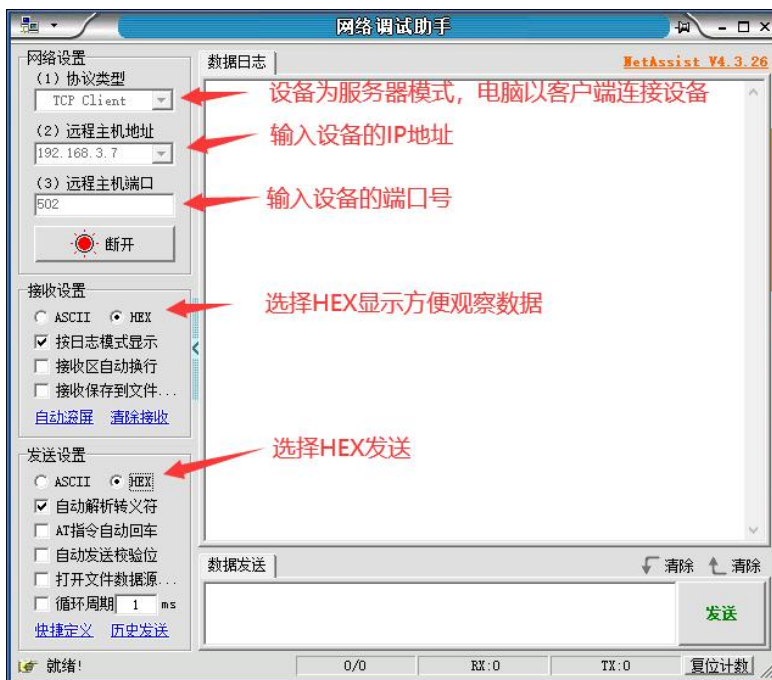 网络调试助手
网络设置
(1) 协议类型
TCP Client
(2) 远程主机地址
192.168.3.7
(3) 远程主机端口
502
断开
接收设置
ASCII HEX
按日志模式显示
接收区自动换行
接收保存到文件...
自动滚屏 清除接收
发送设置
ASCII HEX
自动解析转义符
AT指令自动回车
自动发送校验位
打开文件数据源...
循环周期 1 ms
快捷定义 历史发送
数据日志 NetAssist V4.3.26
设备为服务器模式，电脑以客户端连接设备
输入设备的IP地址
输入设备的端口号
选择HEX显示方便观察数据
选择HEX发送
数据发送 清除 清除
发送
就绪! 0/0 RX:0 TX:0 复位计数